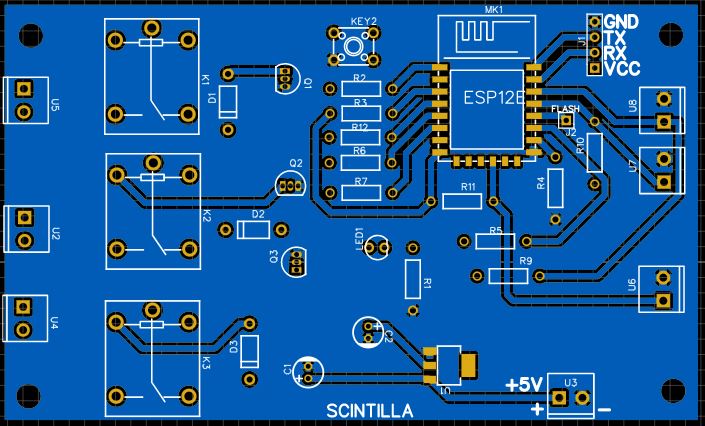 KEY2
MK1
GND
TX
RX
VCC
J1
K1
D1
Q1
R2
R3
R12
R6
R7
ESP12E
FLASH
J2
R10
U8
U7
U5
Q2
K2
D2
Q3
U2
R11
R4
R5
R9
LED1
R1
U6
U4
K3
D3
C1
+
C2
+
U1
+5V
U3
+
-
SCINTILLA